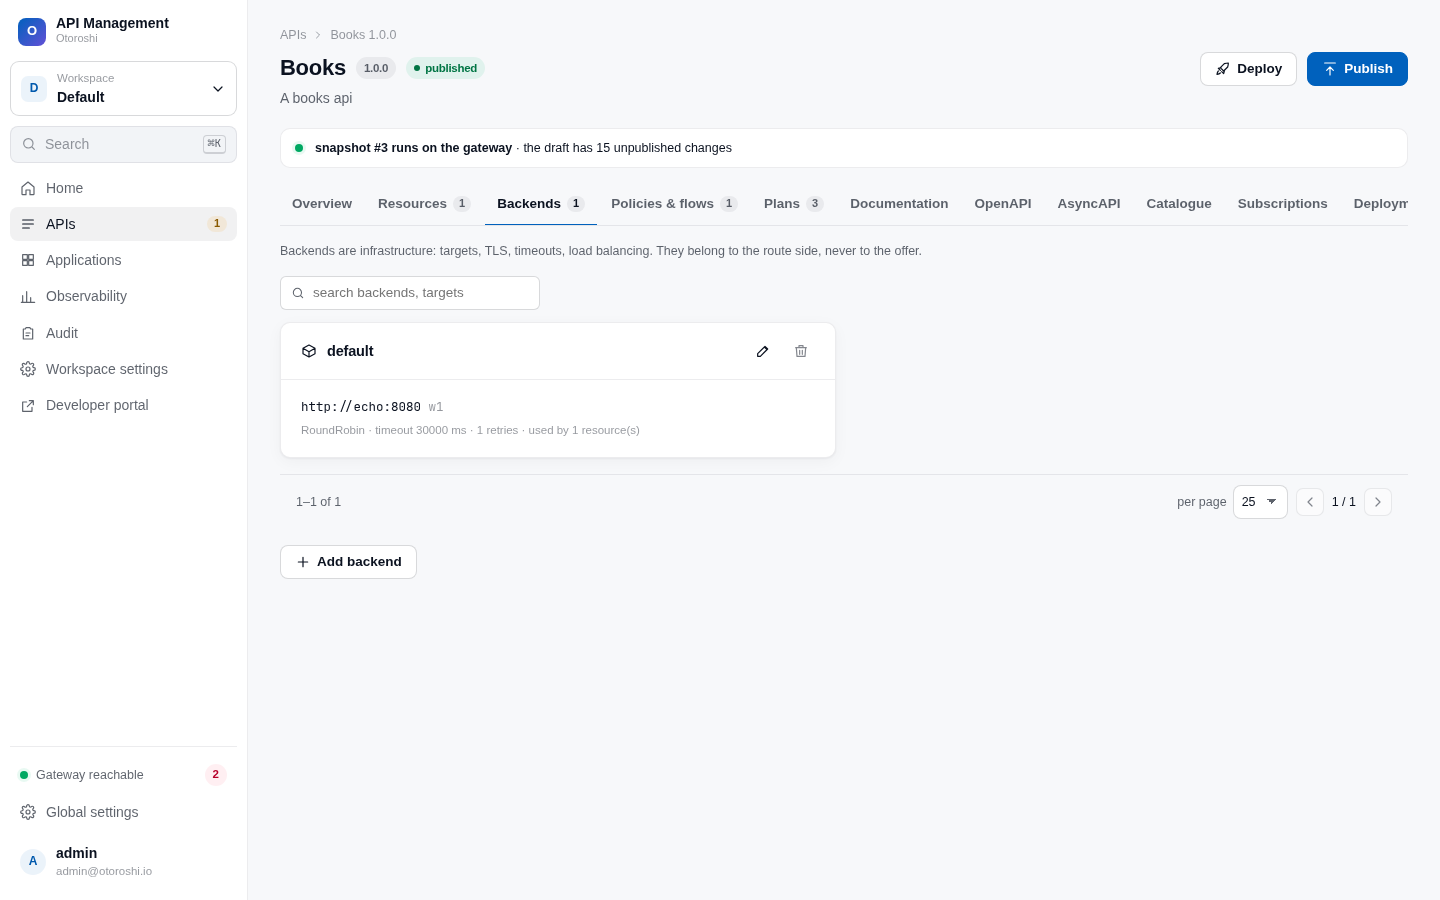 API Management
Otoroshi
O
Workspace
D
Default
Search
⌘K
Home
APIs 1
Applications
Observability
Audit
Workspace settings
Developer portal
Gateway reachable 2
Global settings
A
admin
admin@otoroshi.io
APIs > Books 1.0.0
Books 1.0.0 published
Deploy Publish
A books api
snapshot #3 runs on the gateway · the draft has 15 unpublished changes
Overview Resources 1 Backends 1 Policies & flows 1 Plans 3 Documentation OpenAPI AsyncAPI Catalogue Subscriptions Deploym
Backends are infrastructure: targets, TLS, timeouts, load balancing. They belong to the route side, never to the offer.
search backends, targets
default
http://echo:8080 w1
RoundRobin · timeout 30000 ms · 1 retries · used by 1 resource(s)
1–1 of 1 per page 25 1 / 1
Add backend